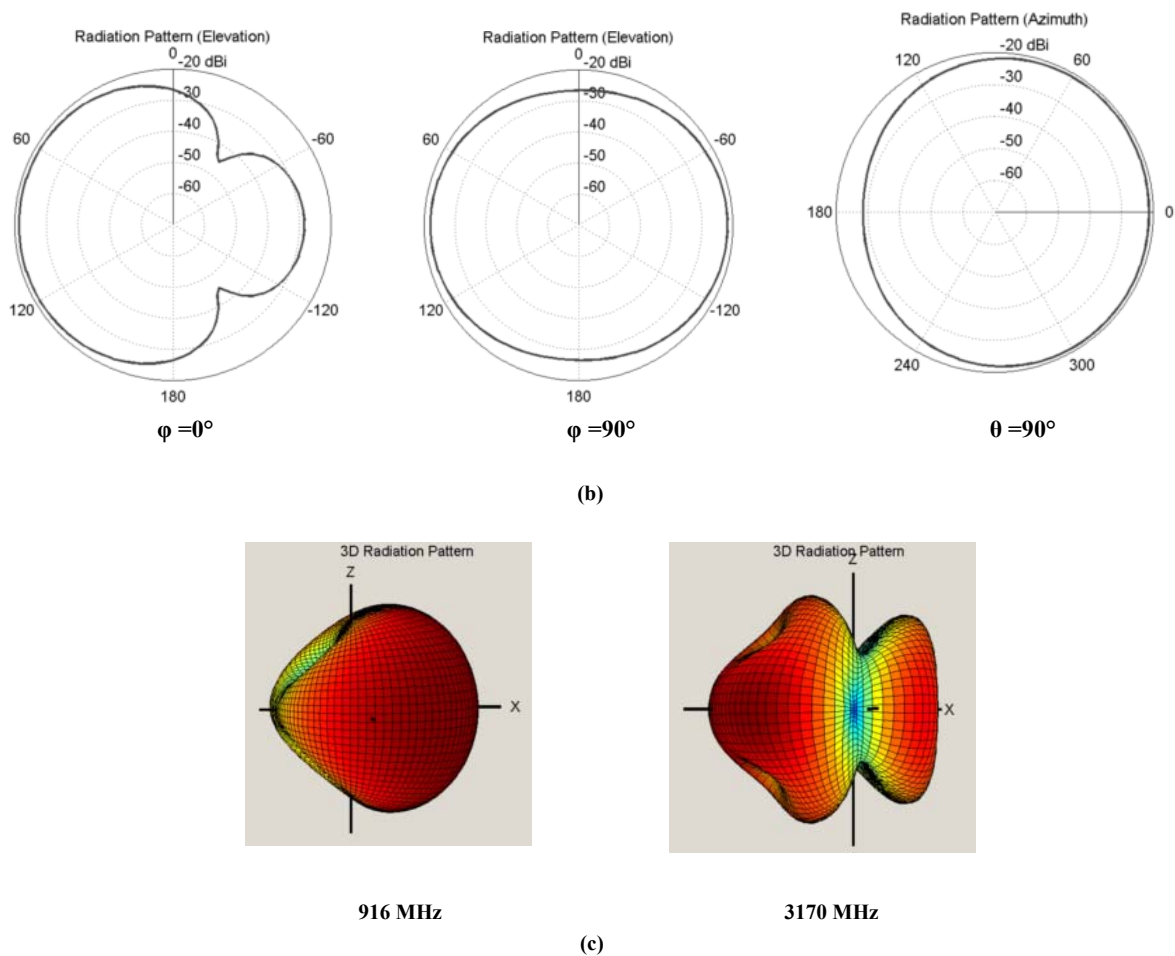 Radiation Pattern (Elevation)
0
-20 dBi
-30
-40
-50
-60
60
-60
120
-120
180
φ =0°
Radiation Pattern (Elevation)
0
-20 dBi
-30
-40
-50
-60
60
-60
120
-120
180
φ =90°
Radiation Pattern (Azimuth)
-20 dBi
-30
-40
-50
-60
120
60
180
0
240
300
θ =90°
(b)
3D Radiation Pattern
Z
X
916 MHz
3D Radiation Pattern
Z
X
3170 MHz
(c)